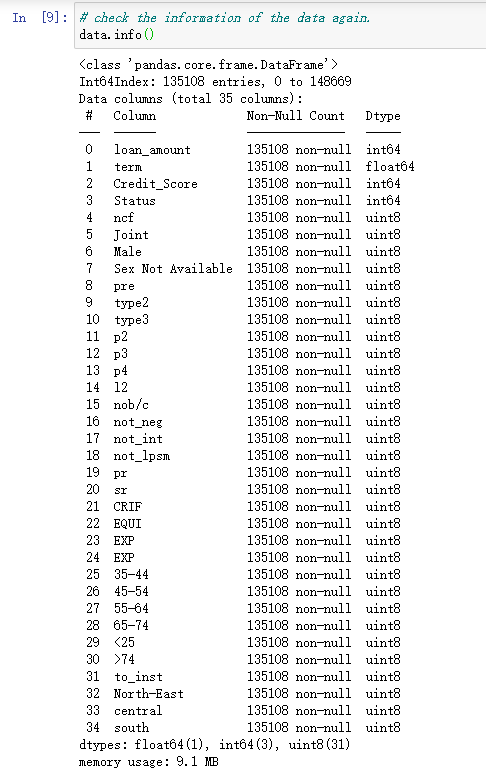 In [9]: # check the information of the data again.
data.info()
<class 'pandas.core.frame.DataFrame'>
Int64Index: 135108 entries, 0 to 148669
Data columns (total 35 columns):
# Column Non-Null Count Dtype
--- ------ -------------- -----
0 loan_amount 135108 non-null int64
1 term 135108 non-null float64
2 Credit_Score 135108 non-null int64
3 Status 135108 non-null int64
4 ncf 135108 non-null uint8
5 Joint 135108 non-null uint8
6 Male 135108 non-null uint8
7 Sex Not Available 135108 non-null uint8
8 pre 135108 non-null uint8
9 type2 135108 non-null uint8
10 type3 135108 non-null uint8
11 p2 135108 non-null uint8
12 p3 135108 non-null uint8
13 p4 135108 non-null uint8
14 l2 135108 non-null uint8
15 nob/c 135108 non-null uint8
16 not_neg 135108 non-null uint8
17 not_int 135108 non-null uint8
18 not_lpsm 135108 non-null uint8
19 pr 135108 non-null uint8
20 sr 135108 non-null uint8
21 CRIF 135108 non-null uint8
22 EQUI 135108 non-null uint8
23 EXP 135108 non-null uint8
24 EXP 135108 non-null uint8
25 35-44 135108 non-null uint8
26 45-54 135108 non-null uint8
27 55-64 135108 non-null uint8
28 65-74 135108 non-null uint8
29 <25 135108 non-null uint8
30 >74 135108 non-null uint8
31 to_inst 135108 non-null uint8
32 North-East 135108 non-null uint8
33 central 135108 non-null uint8
34 south 135108 non-null uint8
dtypes: float64(1), int64(3), uint8(31)
memory usage: 9.1 MB